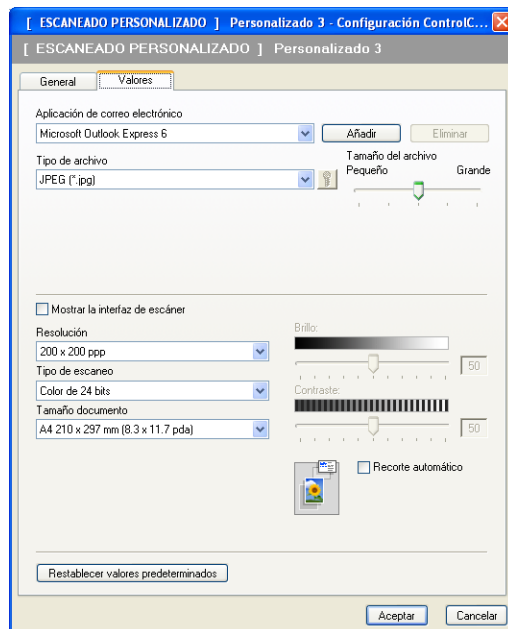 [ ESCANEADO PERSONALIZADO ] Personalizado 3 - Configuración ControlC...
[ ESCANEADO PERSONALIZADO ] Personalizado 3
General
Valores
Aplicación de correo electrónico
Microsoft Outlook Express 6
Añadir
Eliminar
Tipo de archivo
JPEG (*.jpg)
Tamaño del archivo
Pequeño
Grande
Mostrar la interfaz de escáner
Resolución
200 x 200 ppp
Tipo de escaneo
Color de 24 bits
Tamaño documento
A4 210 x 297 mm (8.3 x 11.7 pda)
Brillo:
50
Contraste:
50
Recorte automático
Restablecer valores predeterminados
Aceptar
Cancelar